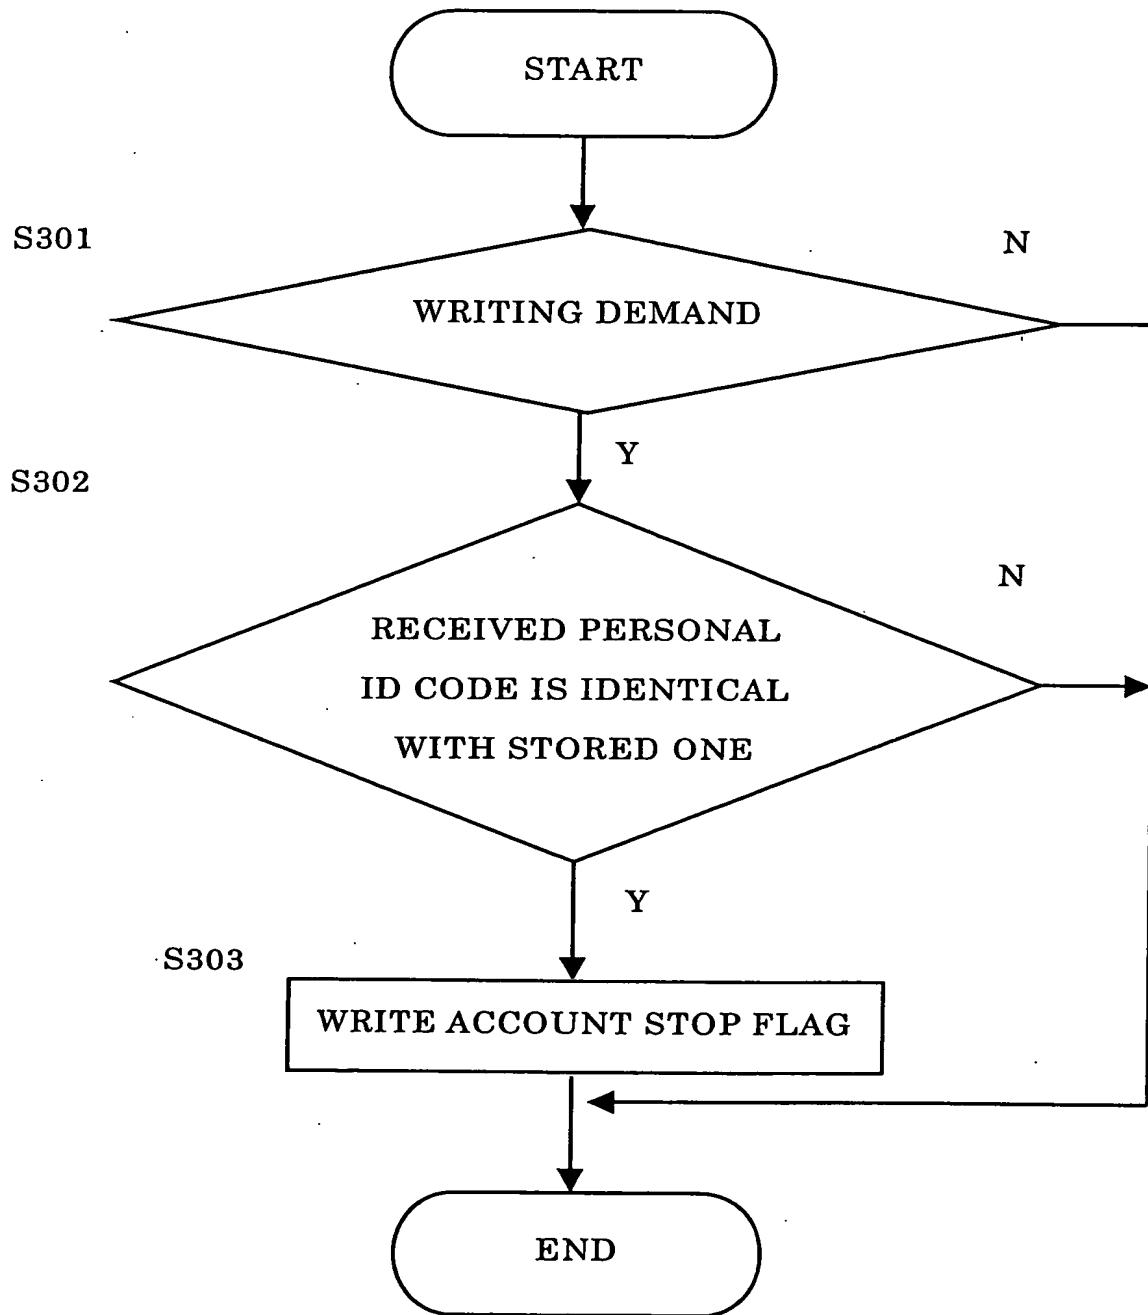 START
S301
N
WRITING DEMAND
Y
S302
N
RECEIVED PERSONAL
ID CODE IS IDENTICAL
WITH STORED ONE
Y
S303
WRITE ACCOUNT STOP FLAG
END